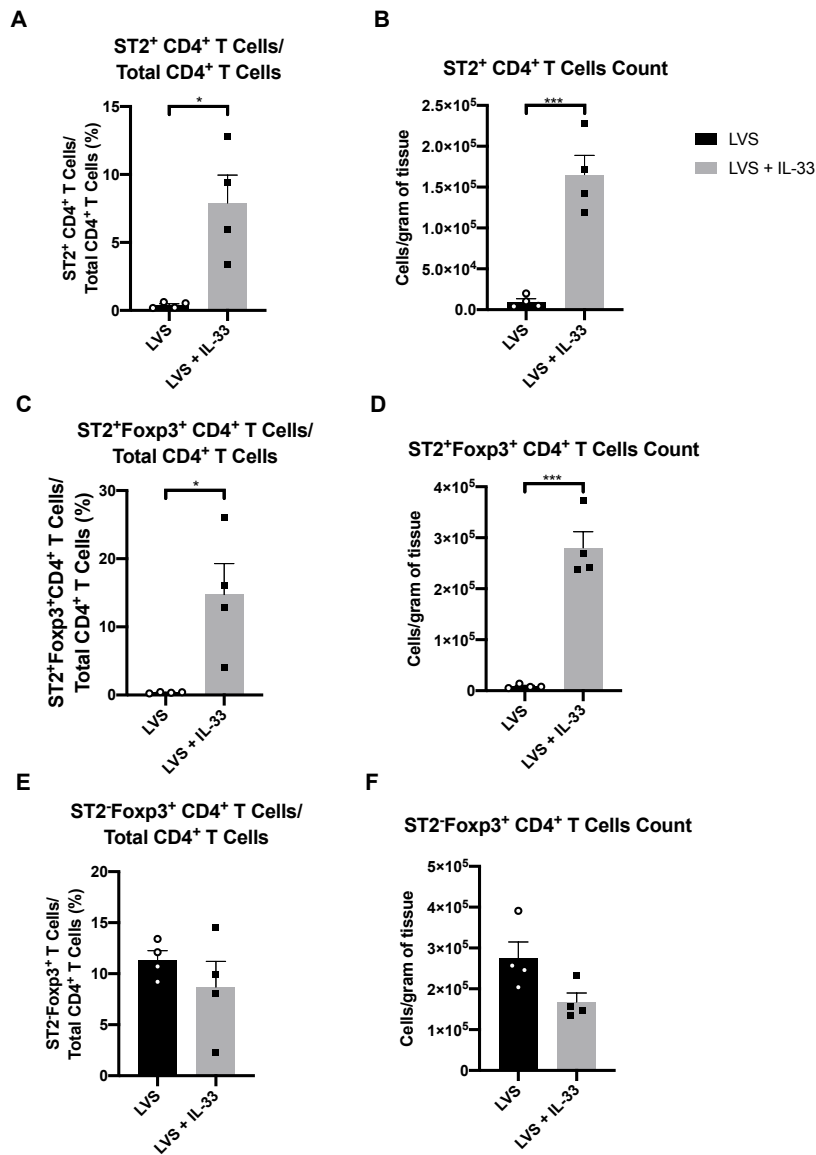 A
ST2⁺ CD4⁺ T Cells/
Total CD4⁺ T Cells
ST2⁺ CD4⁺ T Cells/
Total CD4⁺ T Cells (%)
15
10
5
0
*
LVS
LVS + IL-33
B
ST2⁺ CD4⁺ T Cells Count
Cells/gram of tissue
2.5×10⁵
2.0×10⁵
1.5×10⁵
1.0×10⁵
5.0×10⁴
0.0
***
LVS
LVS + IL-33
LVS
LVS + IL-33
C
ST2⁺Foxp3⁺ CD4⁺ T Cells/
Total CD4⁺ T Cells
ST2⁺Foxp3⁺CD4⁺ T Cells/
Total CD4⁺ T Cells (%)
30
20
10
0
*
LVS
LVS + IL-33
D
ST2⁺Foxp3⁺ CD4⁺ T Cells Count
Cells/gram of tissue
4×10⁵
3×10⁵
2×10⁵
1×10⁵
0
***
LVS
LVS + IL-33
E
ST2⁻Foxp3⁺ CD4⁺ T Cells/
Total CD4⁺ T Cells
ST2⁻Foxp3⁺ T Cells/
Total CD4⁺ T Cells (%)
20
15
10
5
0
LVS
LVS + IL-33
F
ST2⁻Foxp3⁺ CD4⁺ T Cells Count
Cells/gram of tissue
5×10⁵
4×10⁵
3×10⁵
2×10⁵
1×10⁵
0
LVS
LVS + IL-33